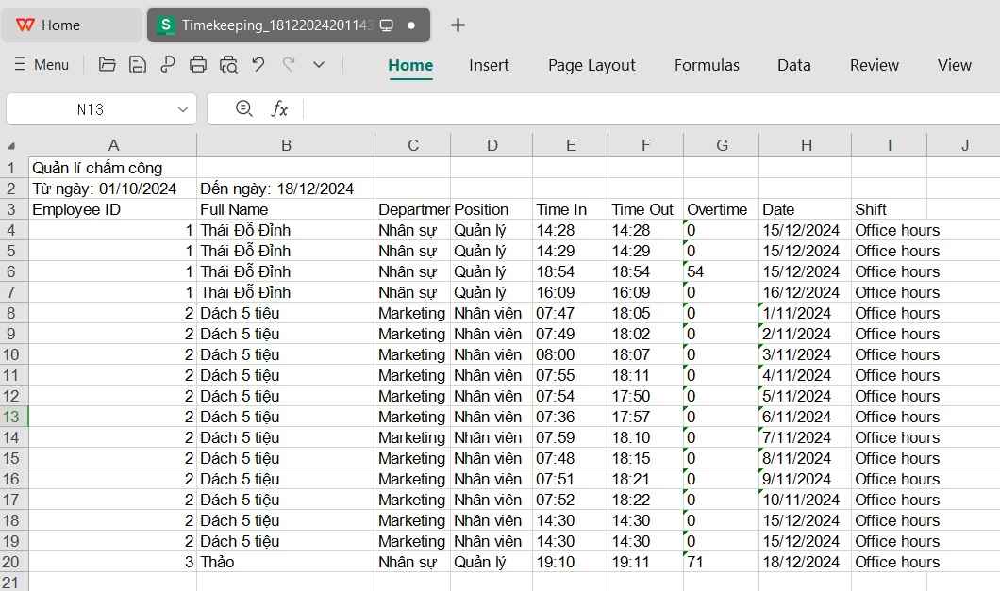 Home Timekeeping_18122024201143
Menu Home Insert Page Layout Formulas Data Review View
N13 fx
A B C D E F G H I J
1 Quản lí chấm công
2 Từ ngày: 01/10/2024 Đến ngày: 18/12/2024
3 Employee ID Full Name Departmen Position Time In Time Out Overtime Date Shift
4 1 Thái Đỗ Đỉnh Nhân sự Quản lý 14:28 14:28 0 15/12/2024 Office hours
5 1 Thái Đỗ Đỉnh Nhân sự Quản lý 14:29 14:29 0 15/12/2024 Office hours
6 1 Thái Đỗ Đỉnh Nhân sự Quản lý 18:54 18:54 54 15/12/2024 Office hours
7 1 Thái Đỗ Đỉnh Nhân sự Quản lý 16:09 16:09 0 16/12/2024 Office hours
8 2 Dách 5 tiệu Marketing Nhân viên 07:47 18:05 0 1/11/2024 Office hours
9 2 Dách 5 tiệu Marketing Nhân viên 07:49 18:02 0 2/11/2024 Office hours
10 2 Dách 5 tiệu Marketing Nhân viên 08:00 18:07 0 3/11/2024 Office hours
11 2 Dách 5 tiệu Marketing Nhân viên 07:55 18:11 0 4/11/2024 Office hours
12 2 Dách 5 tiệu Marketing Nhân viên 07:54 17:50 0 5/11/2024 Office hours
13 2 Dách 5 tiệu Marketing Nhân viên 07:36 17:57 0 6/11/2024 Office hours
14 2 Dách 5 tiệu Marketing Nhân viên 07:59 18:10 0 7/11/2024 Office hours
15 2 Dách 5 tiệu Marketing Nhân viên 07:48 18:15 0 8/11/2024 Office hours
16 2 Dách 5 tiệu Marketing Nhân viên 07:51 18:21 0 9/11/2024 Office hours
17 2 Dách 5 tiệu Marketing Nhân viên 07:52 18:22 0 10/11/2024 Office hours
18 2 Dách 5 tiệu Marketing Nhân viên 14:30 14:30 0 15/12/2024 Office hours
19 2 Dách 5 tiệu Marketing Nhân viên 14:30 14:30 0 15/12/2024 Office hours
20 3 Thảo Nhân sự Quản lý 19:10 19:11 71 18/12/2024 Office hours
21